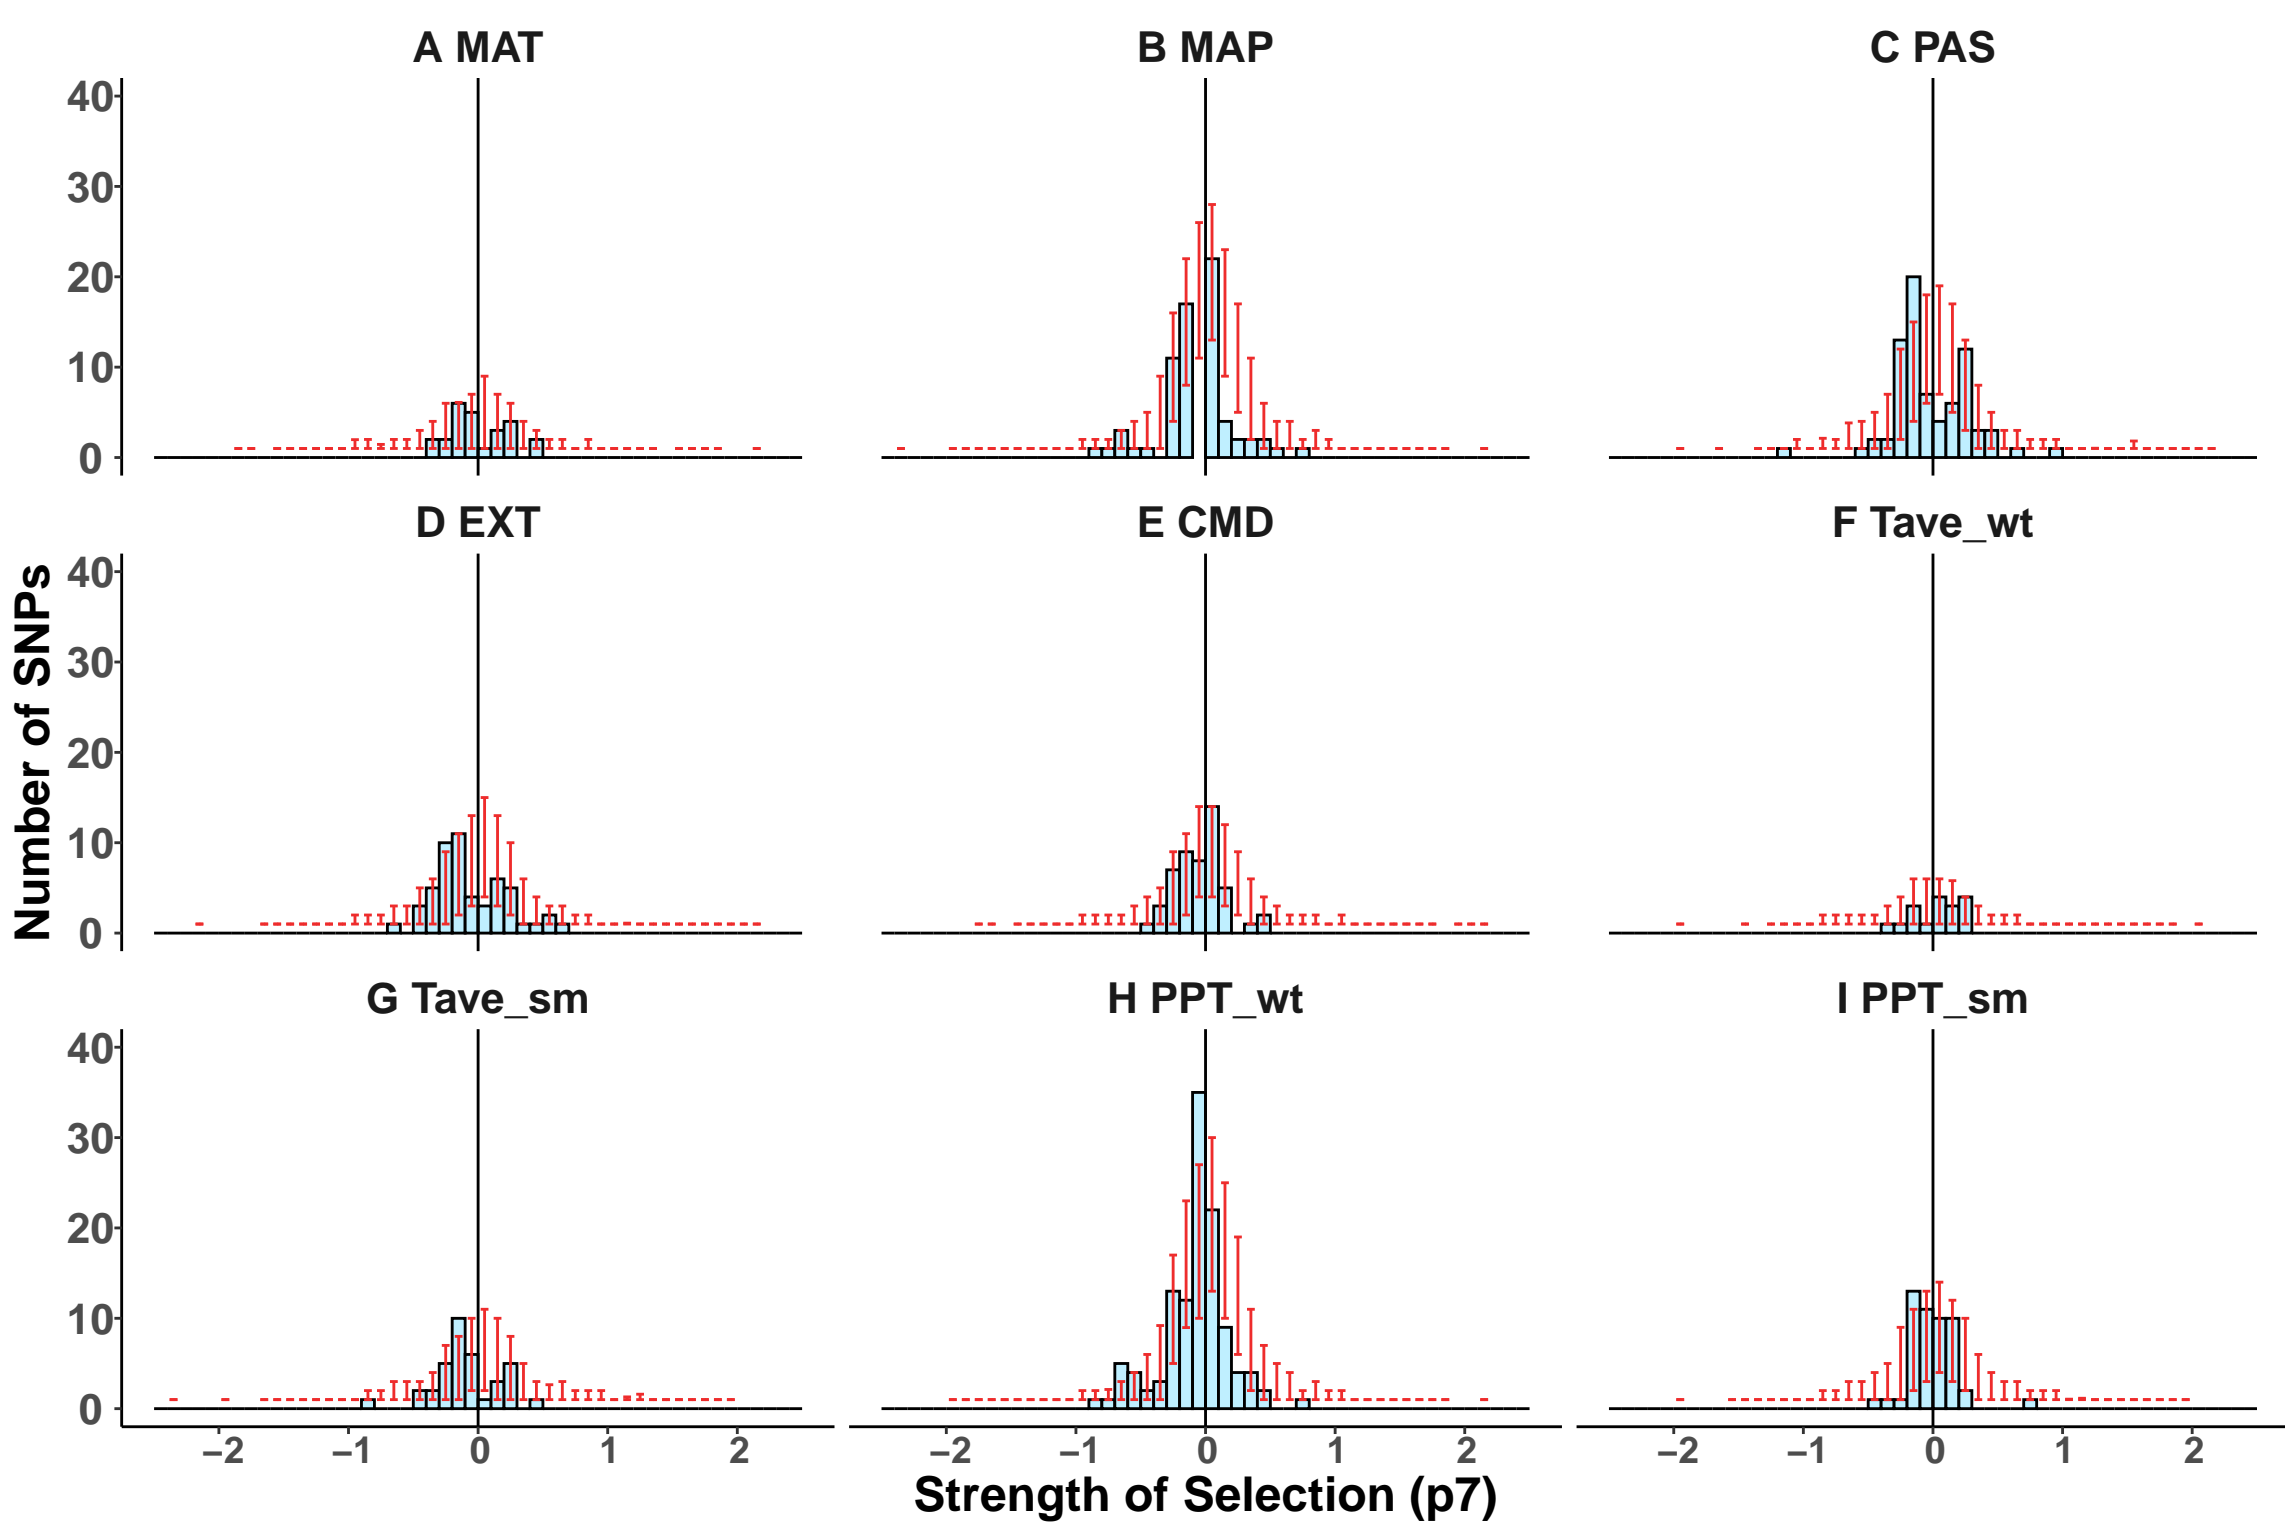 A MAT
B MAP
C PAS
40
30
20
10
0
D EXT
E CMD
F Tave_wt
Number of SNPs
40
30
20
10
0
G Tave_sm
H PPT_wt
I PPT_sm
40
30
20
10
0
−2 −1 0 1 2
−2 −1 0 1 2
−2 −1 0 1 2
Strength of Selection (p7)